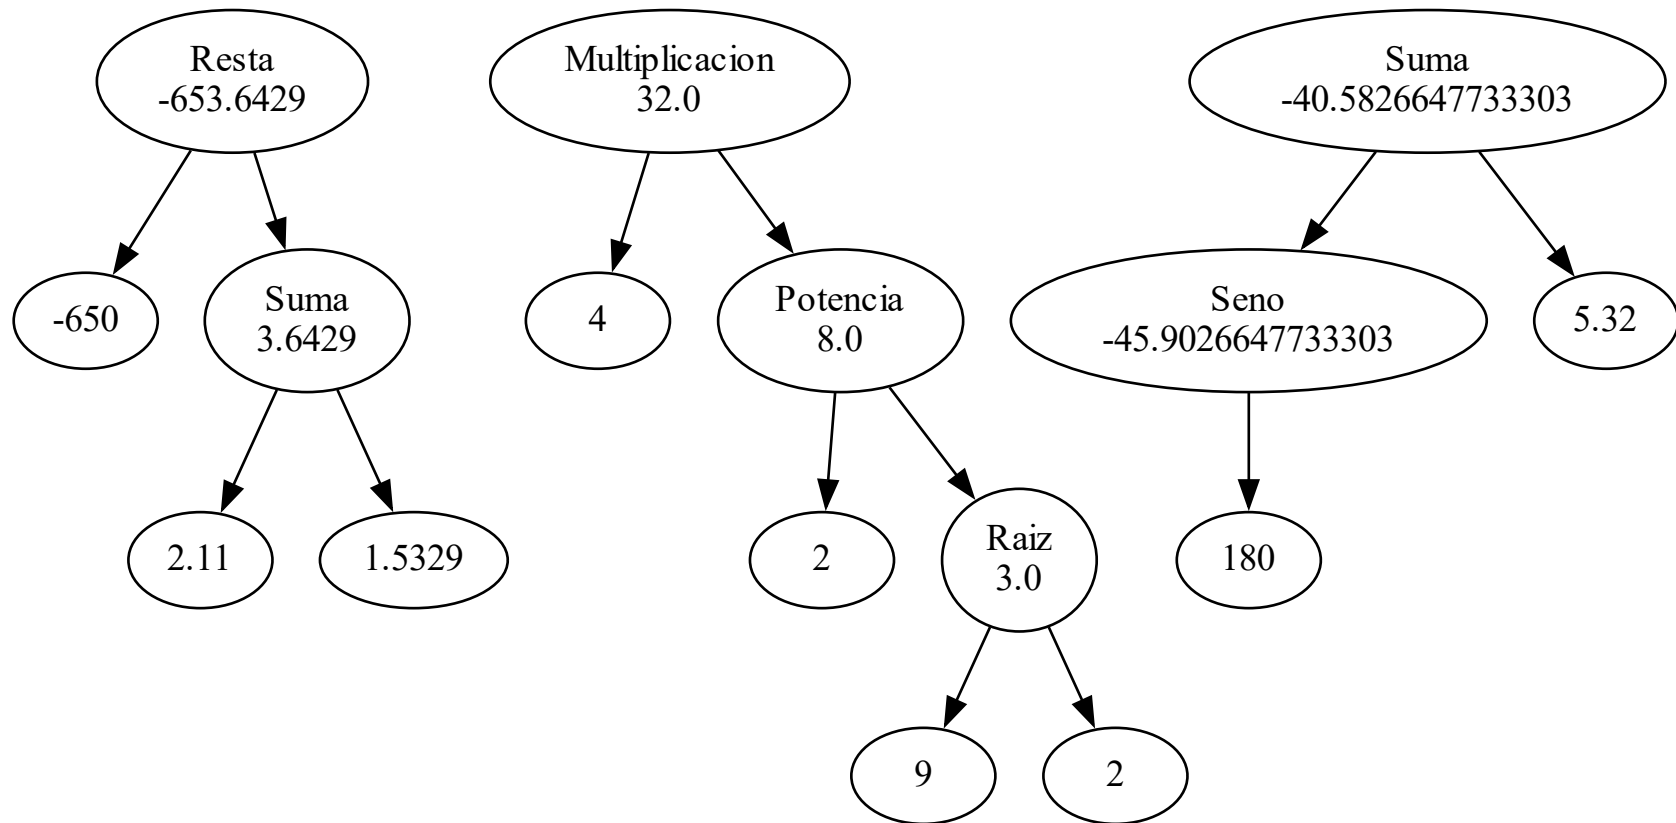 Resta
-653.6429
Multiplicacion
32.0
Suma
-40.5826647733303
-650
Suma
3.6429
4
Potencia
8.0
Seno
-45.9026647733303
5.32
2.11
1.5329
2
Raiz
3.0
180
9
2